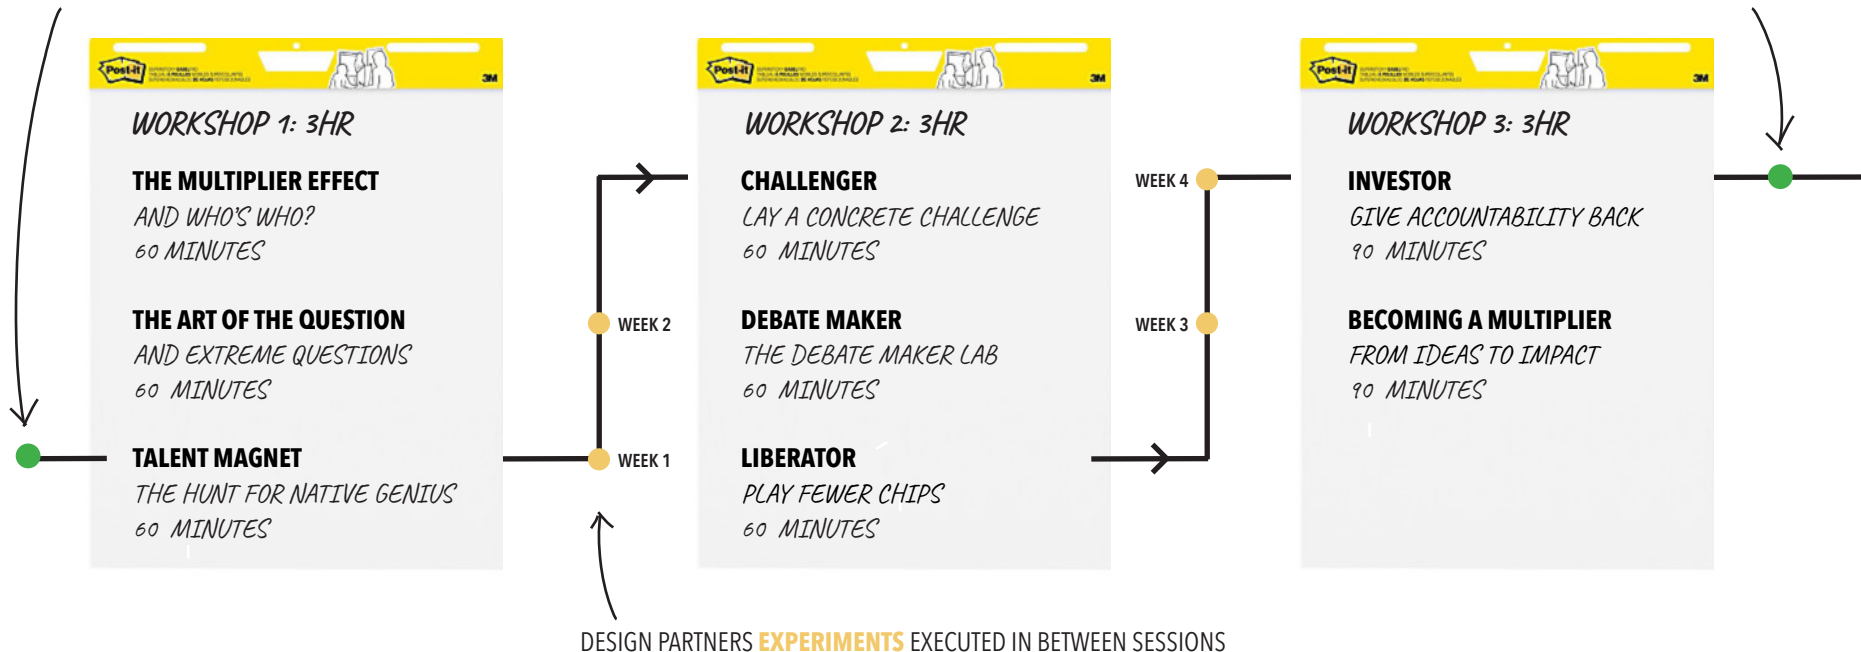 Post-it
3M
WORKSHOP 1: 3HR
THE MULTIPLIER EFFECT
AND WHO'S WHO?
60 MINUTES
THE ART OF THE QUESTION
AND EXTREME QUESTIONS
60 MINUTES
TALENT MAGNET
THE HUNT FOR NATIVE GENIUS
60 MINUTES
WEEK 2
WEEK 1
Post-it
3M
WORKSHOP 2: 3HR
CHALLENGER
LAY A CONCRETE CHALLENGE
60 MINUTES
DEBATE MAKER
THE DEBATE MAKER LAB
60 MINUTES
LIBERATOR
PLAY FEWER CHIPS
60 MINUTES
WEEK 4
WEEK 3
Post-it
3M
WORKSHOP 3: 3HR
INVESTOR
GIVE ACCOUNTABILITY BACK
90 MINUTES
BECOMING A MULTIPLIER
FROM IDEAS TO IMPACT
90 MINUTES
DESIGN PARTNERS EXPERIMENTS EXECUTED IN BETWEEN SESSIONS